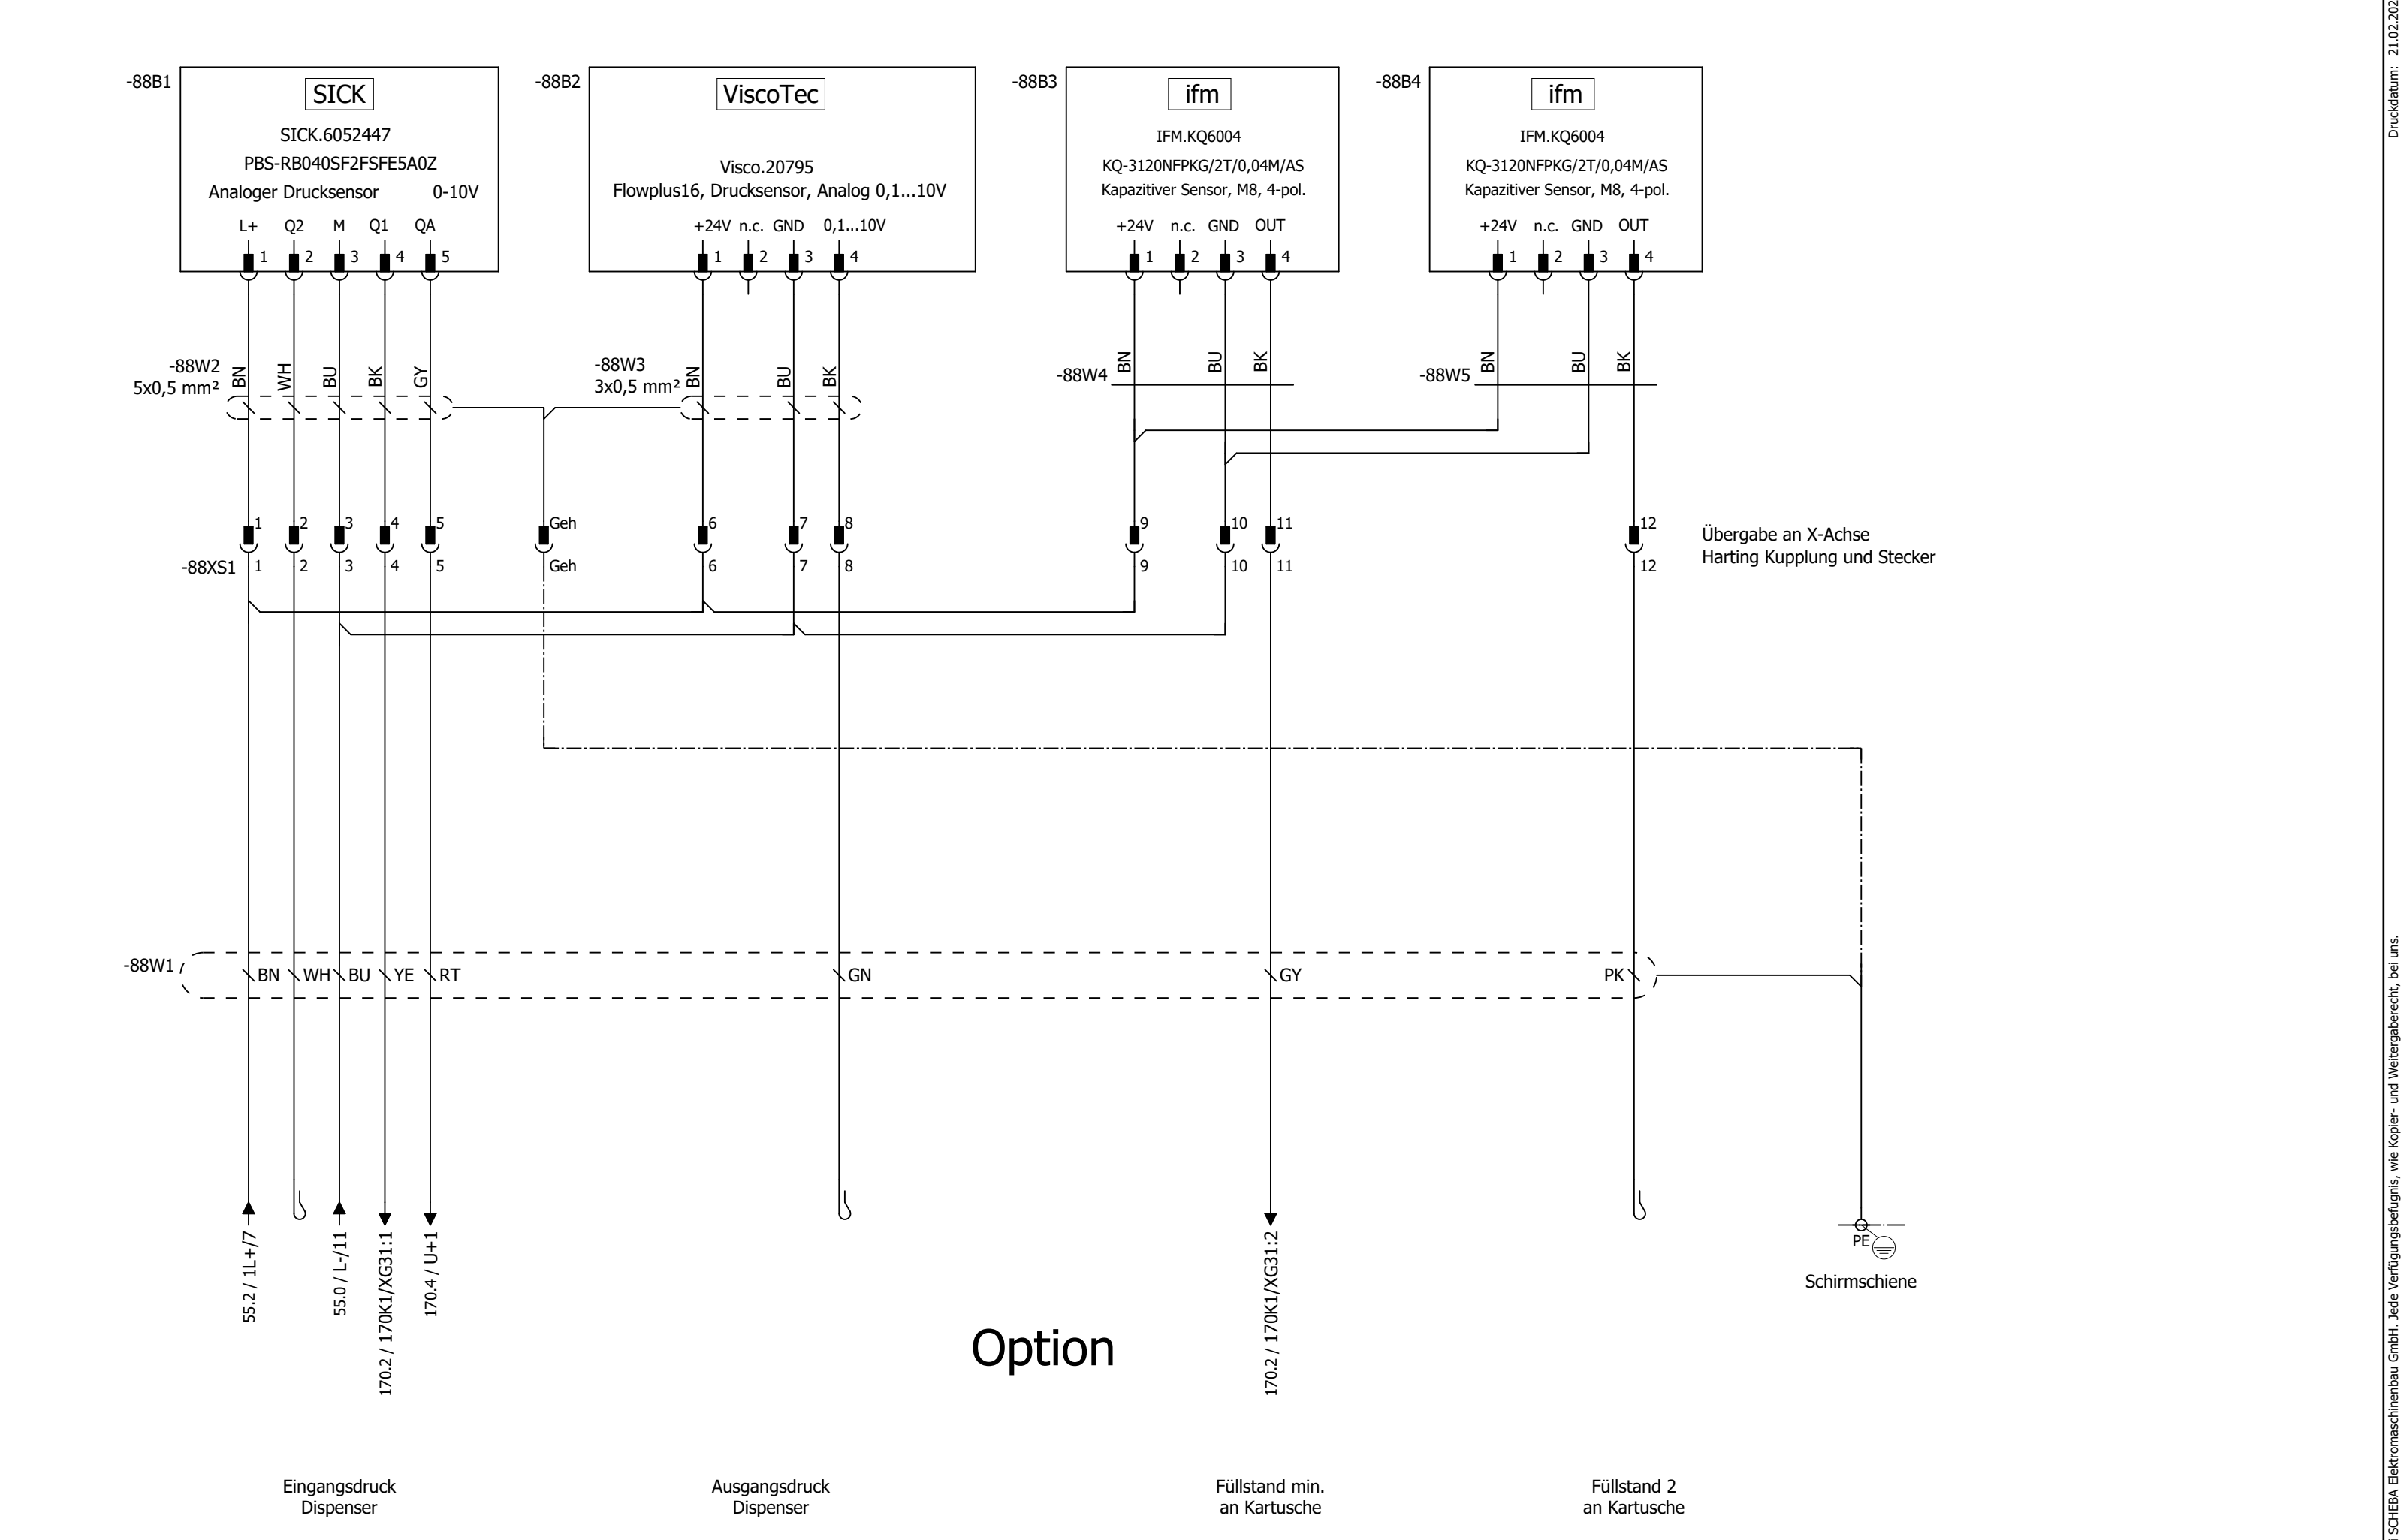 -88B1
SICK
SICK.6052447
PBS-RB040SF2FSFE5A0Z
Analoger Drucksensor 0-10V
L+ Q2 M Q1 QA
1 2 3 4 5
-88B2
ViscoTec
Visco.20795
Flowplus16, Drucksensor, Analog 0,1...10V
+24V n.c. GND 0,1...10V
1 2 3 4
-88B3
ifm
IFM.KQ6004
KQ-3120NFPKG/2T/0,04M/AS
Kapazitiver Sensor, M8, 4-pol.
+24V n.c. GND OUT
1 2 3 4
-88B4
ifm
IFM.KQ6004
KQ-3120NFPKG/2T/0,04M/AS
Kapazitiver Sensor, M8, 4-pol.
+24V n.c. GND OUT
1 2 3 4
-88W2
5x0,5 mm²
BN WH BU BK GY
-88W3
3x0,5 mm²
BN BU BK
-88W4
BN BU BK
-88W5
BN BU BK
1 2 3 4 5 Geh 6 7 8 9 10 11 12
-88XS1
1 2 3 4 5 Geh 6 7 8 9 10 11 12
Übergabe an X-Achse
Harting Kupplung und Stecker
-88W1
BN WH BU YE RT GN GY PK
55.2 / 1L+/7
55.0 / L-/11
170.2 / 170K1/XG31:1
170.4 / U+1
170.2 / 170K1/XG31:2
PE
Schirmschiene
Option
Eingangsdruck
Dispenser
Ausgangsdruck
Dispenser
Füllstand min.
an Kartusche
Füllstand 2
an Kartusche
Druckdatum: 21.02.202
SCHEBA Elektromaschinenbau GmbH. Jede Verfügungsbefugnis, wie Kopier- und Weitergaberecht, bei uns.